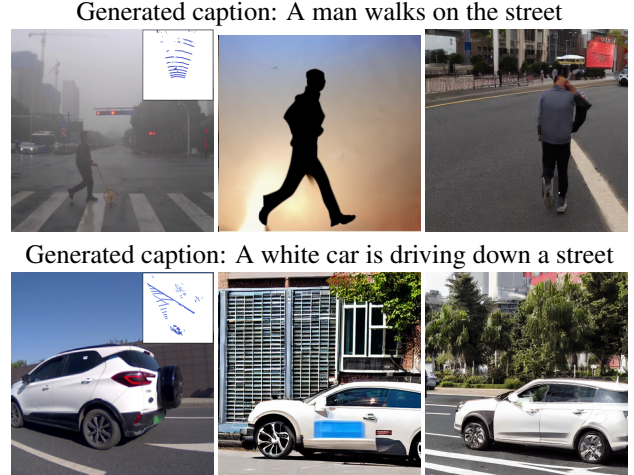 Generated caption: A man walks on the street
Generated caption: A white car is driving down a street